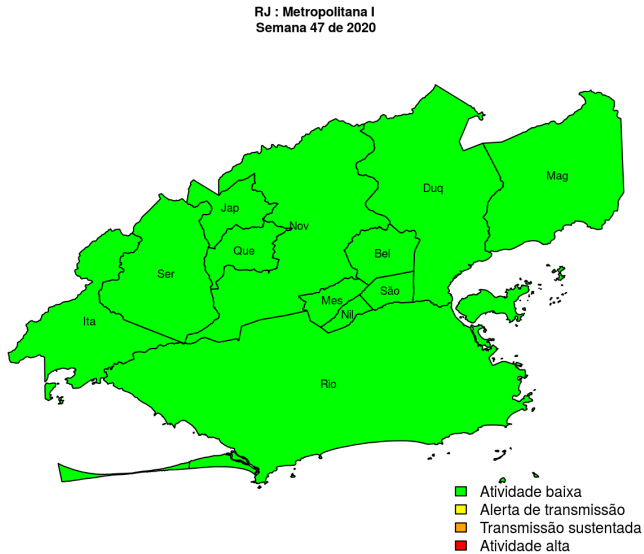 RJ : Metropolitana I
Semana 47 de 2020
Mag
Duq
Jap
Nov
Que
Bel
Ser
São
Mes
Nil
Ita
Rio
Atividade baixa
Alerta de transmissão
Transmissão sustentada
Atividade alta